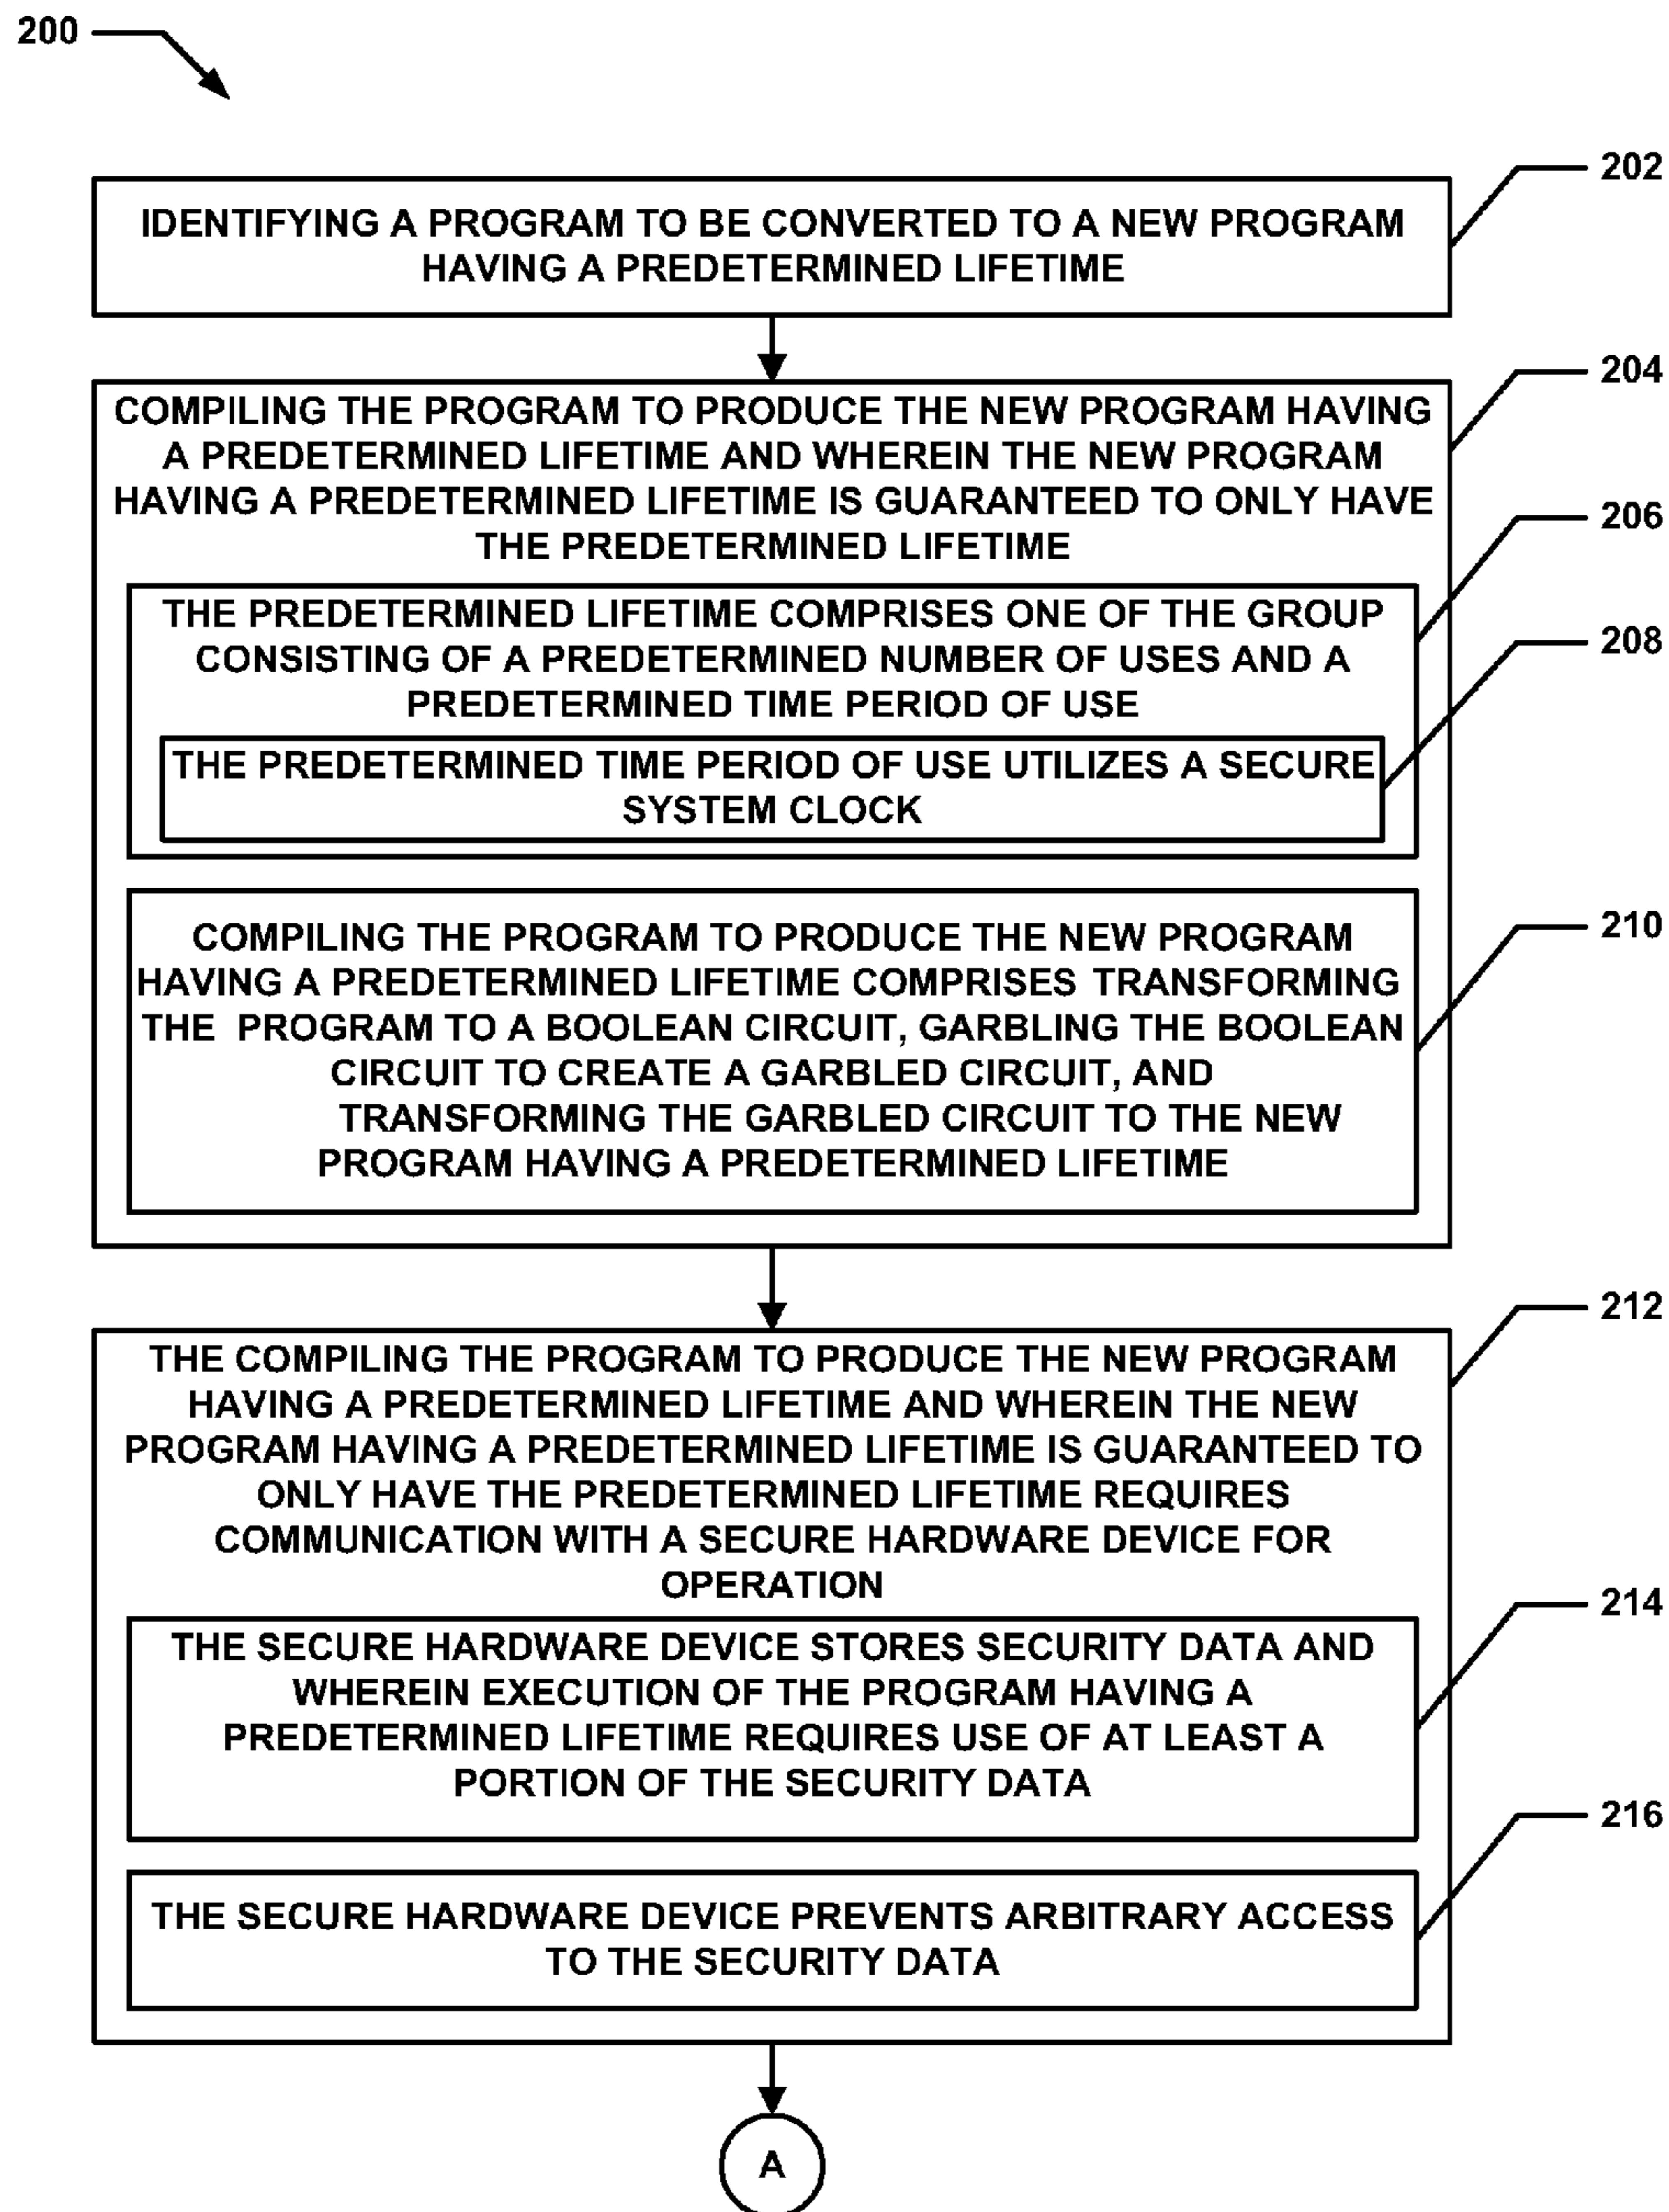 200
202
IDENTIFYING A PROGRAM TO BE CONVERTED TO A NEW PROGRAM
HAVING A PREDETERMINED LIFETIME
204
COMPILING THE PROGRAM TO PRODUCE THE NEW PROGRAM HAVING
A PREDETERMINED LIFETIME AND WHEREIN THE NEW PROGRAM
HAVING A PREDETERMINED LIFETIME IS GUARANTEED TO ONLY HAVE
THE PREDETERMINED LIFETIME
206
THE PREDETERMINED LIFETIME COMPRISES ONE OF THE GROUP
CONSISTING OF A PREDETERMINED NUMBER OF USES AND A
PREDETERMINED TIME PERIOD OF USE
208
THE PREDETERMINED TIME PERIOD OF USE UTILIZES A SECURE
SYSTEM CLOCK
210
COMPILING THE PROGRAM TO PRODUCE THE NEW PROGRAM
HAVING A PREDETERMINED LIFETIME COMPRISES TRANSFORMING
THE PROGRAM TO A BOOLEAN CIRCUIT, GARBLING THE BOOLEAN
CIRCUIT TO CREATE A GARBLED CIRCUIT, AND
TRANSFORMING THE GARBLED CIRCUIT TO THE NEW
PROGRAM HAVING A PREDETERMINED LIFETIME
212
THE COMPILING THE PROGRAM TO PRODUCE THE NEW PROGRAM
HAVING A PREDETERMINED LIFETIME AND WHEREIN THE NEW
PROGRAM HAVING A PREDETERMINED LIFETIME IS GUARANTEED TO
ONLY HAVE THE PREDETERMINED LIFETIME REQUIRES
COMMUNICATION WITH A SECURE HARDWARE DEVICE FOR
OPERATION
214
THE SECURE HARDWARE DEVICE STORES SECURITY DATA AND
WHEREIN EXECUTION OF THE PROGRAM HAVING A
PREDETERMINED LIFETIME REQUIRES USE OF AT LEAST A
PORTION OF THE SECURITY DATA
216
THE SECURE HARDWARE DEVICE PREVENTS ARBITRARY ACCESS
TO THE SECURITY DATA
A